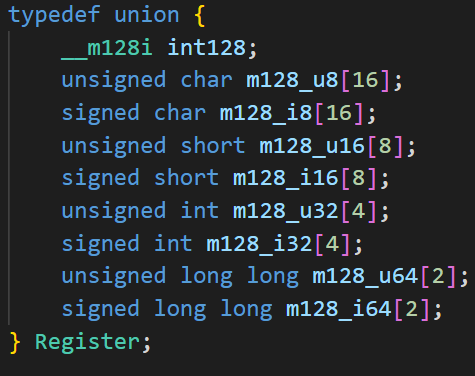 typedef union {
    __m128i int128;
    unsigned char m128_u8[16];
    signed char m128_i8[16];
    unsigned short m128_u16[8];
    signed short m128_i16[8];
    unsigned int m128_u32[4];
    signed int m128_i32[4];
    unsigned long long m128_u64[2];
    signed long long m128_i64[2];
} Register;